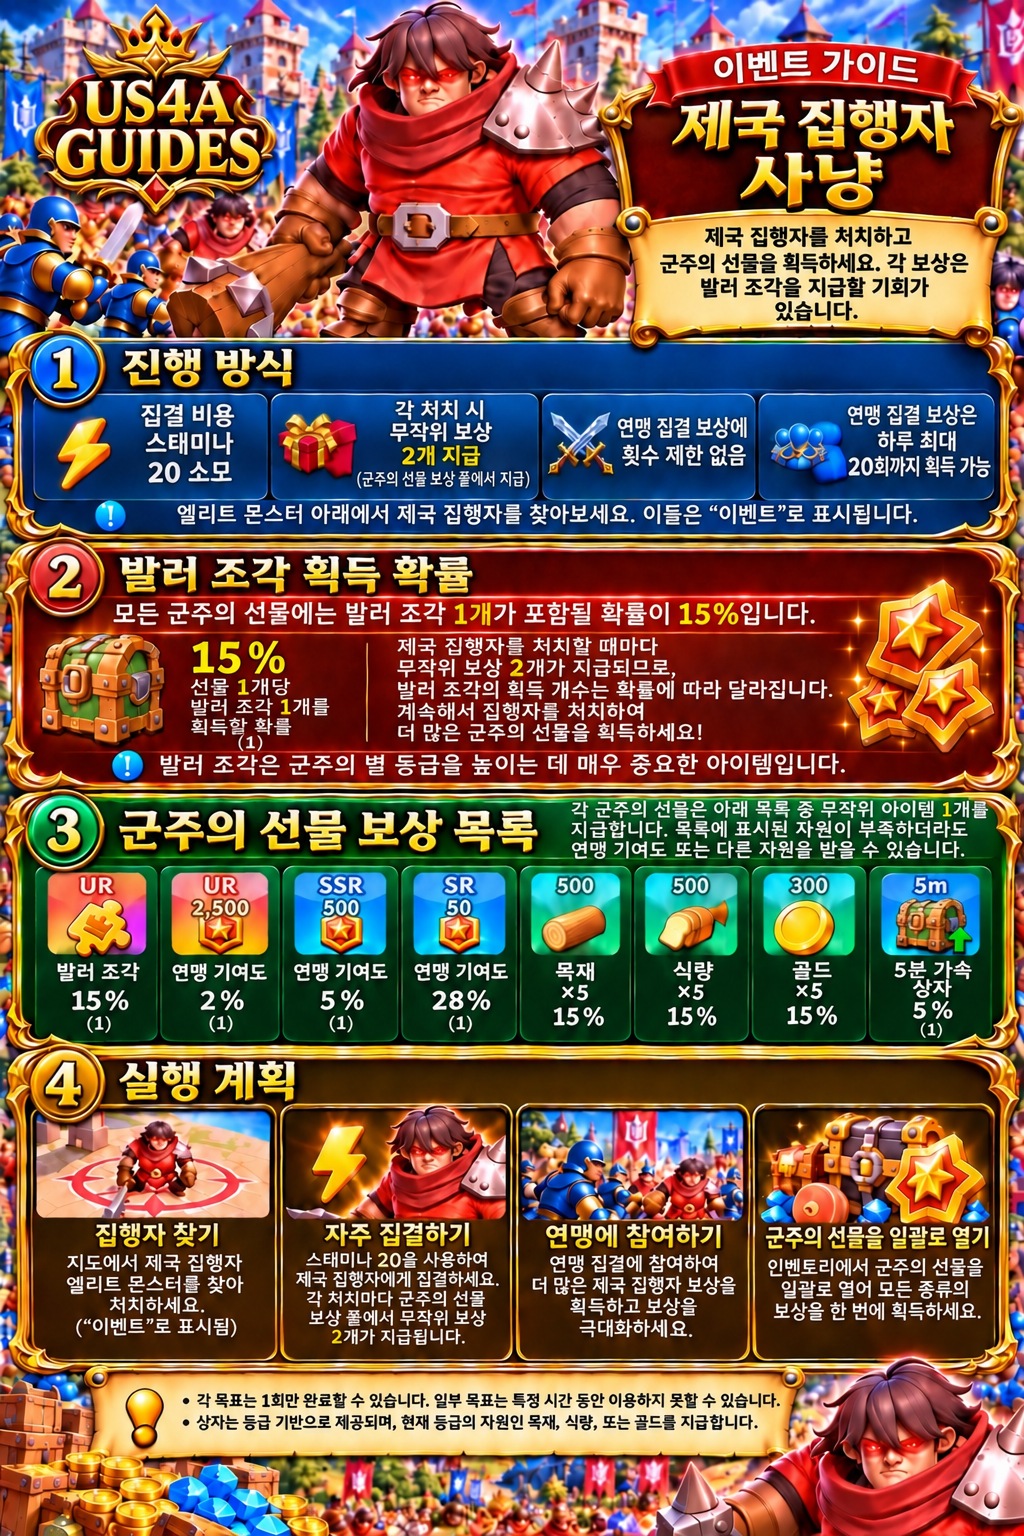 US4A
GUIDES
이벤트 가이드
제국 집행자
사냥
제국 집행자를 처치하고
군주의 선물을 획득하세요. 각 보상은
발러 조각을 지급할 기회가
있습니다.
1 진행 방식
집결 비용
스태미나
20 소모
각 처치 시
무작위 보상
2개 지급
(군주의 선물 보상 풀에서 지급)
연맹 집결 보상에
횟수 제한 없음
연맹 집결 보상은
하루 최대
20회까지 획득 가능
엘리트 몬스터 아래에서 제국 집행자를 찾아보세요. 이들은 “이벤트”로 표시됩니다.
2 발러 조각 획득 확률
모든 군주의 선물에는 발러 조각 1개가 포함될 확률이 15%입니다.
15%
선물 1개당
발러 조각 1개를
획득할 확률
(1)
제국 집행자를 처치할 때마다
무작위 보상 2개가 지급되므로,
발러 조각의 획득 개수는 확률에 따라 달라집니다.
계속해서 집행자를 처치하여
더 많은 군주의 선물을 획득하세요!
발러 조각은 군주의 별 등급을 높이는 데 매우 중요한 아이템입니다.
3 군주의 선물 보상 목록
각 군주의 선물은 아래 목록 중 무작위 아이템 1개를
지급합니다. 목록에 표시된 자원이 부족하더라도
연맹 기여도 또는 다른 자원을 받을 수 있습니다.
UR
발러 조각
15%
(1)
UR
2,500
연맹 기여도
2%
(1)
SSR
500
연맹 기여도
5%
(1)
SR
50
연맹 기여도
28%
(1)
500
목재
×5
15%
500
식량
×5
15%
300
골드
×5
15%
5m
5분 가속
상자
5%
(1)
4 실행 계획
집행자 찾기
지도에서 제국 집행자
엘리트 몬스터를 찾아
처치하세요.
(“이벤트”로 표시됨)
자주 집결하기
스태미나 20을 사용하여
제국 집행자에게 집결하세요.
각 처치마다 군주의 선물
보상 풀에서 무작위 보상
2개가 지급됩니다.
연맹에 참여하기
연맹 집결에 참여하여
더 많은 제국 집행자 보상을
획득하고 보상을
극대화하세요.
군주의 선물을 일괄로 열기
인벤토리에서 군주의 선물을
일괄로 열어 모든 종류의
보상을 한 번에 획득하세요.
• 각 목표는 1회만 완료할 수 있습니다. 일부 목표는 특정 시간 동안 이용하지 못할 수 있습니다.
• 상자는 등급 기반으로 제공되며, 현재 등급의 자원인 목재, 식량, 또는 골드를 지급합니다.